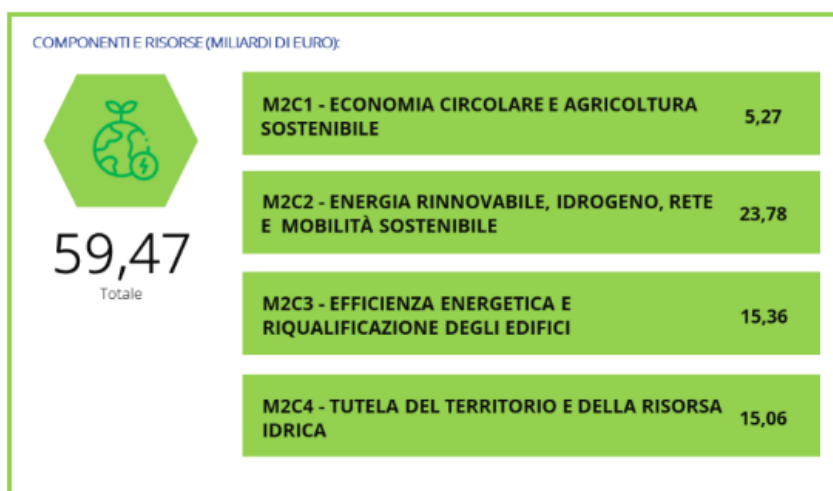 COMPONENTI E RISORSE (MILIARDI DI EURO):
59,47
Totale
M2C1 - ECONOMIA CIRCOLARE E AGRICOLTURA
SOSTENIBILE
5,27
M2C2 - ENERGIA RINNOVABILE, IDROGENO, RETE
E MOBILITÀ SOSTENIBILE
23,78
M2C3 - EFFICIENZA ENERGETICA E
RIQUALIFICAZIONE DEGLI EDIFICI
15,36
M2C4 - TUTELA DEL TERRITORIO E DELLA RISORSA
IDRICA
15,06